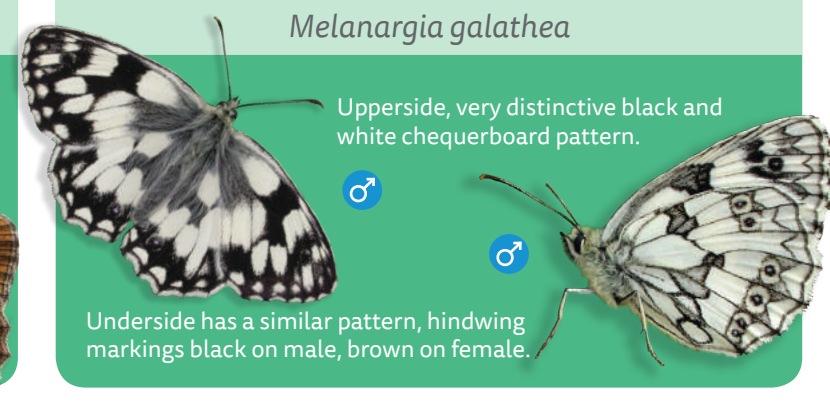 Melanargia galathea
Upperside, very distinctive black and
white chequerboard pattern.
♂
♂
Underside has a similar pattern, hindwing
markings black on male, brown on female.